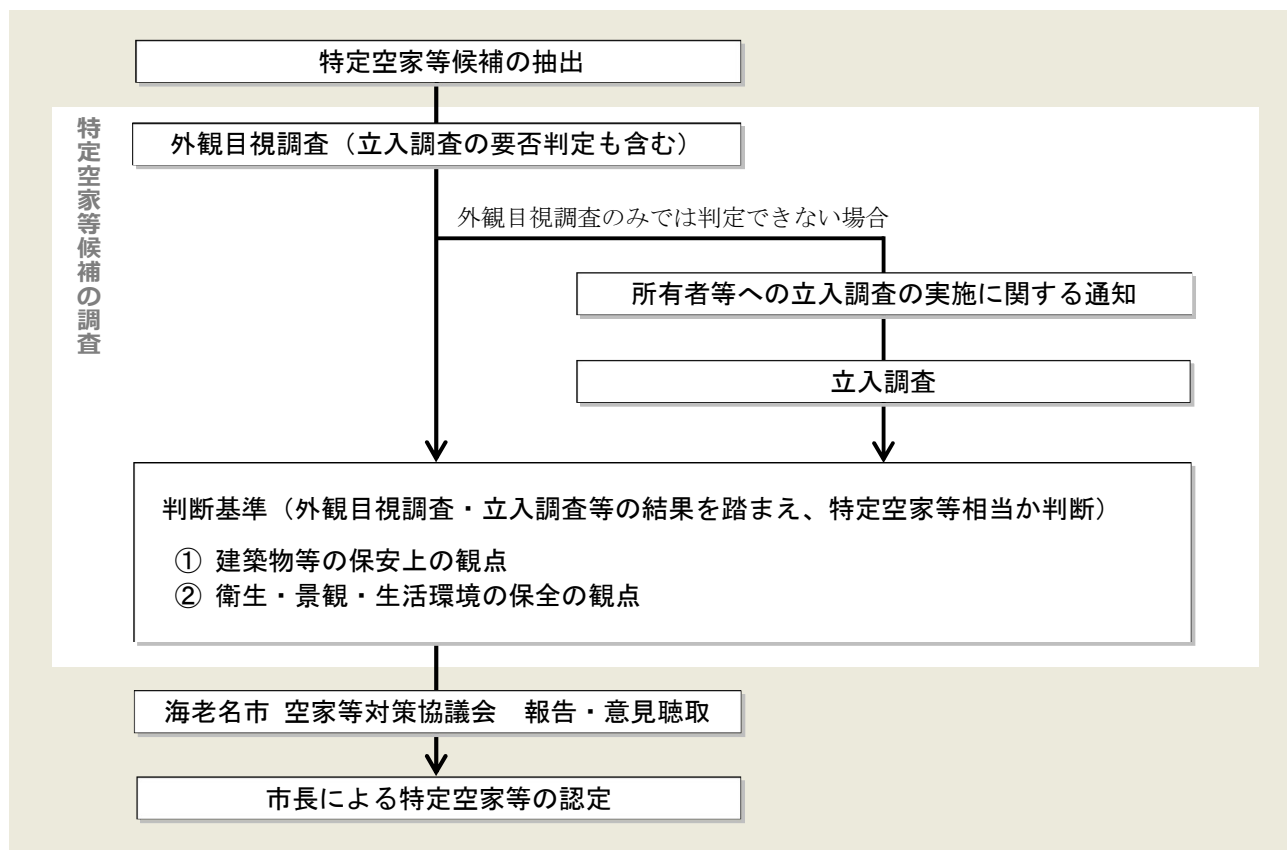 特定空家等候補の抽出
特定空家等候補の調査
外観目視調査（立入調査の要否判定も含む）
外観目視調査のみでは判定できない場合
所有者等への立入調査の実施に関する通知
立入調査
判断基準（外観目視調査・立入調査等の結果を踏まえ、特定空家等相当か判断）
① 建築物等の保安上の観点
② 衛生・景観・生活環境の保全の観点
海老名市 空家等対策協議会　報告・意見聴取
市長による特定空家等の認定